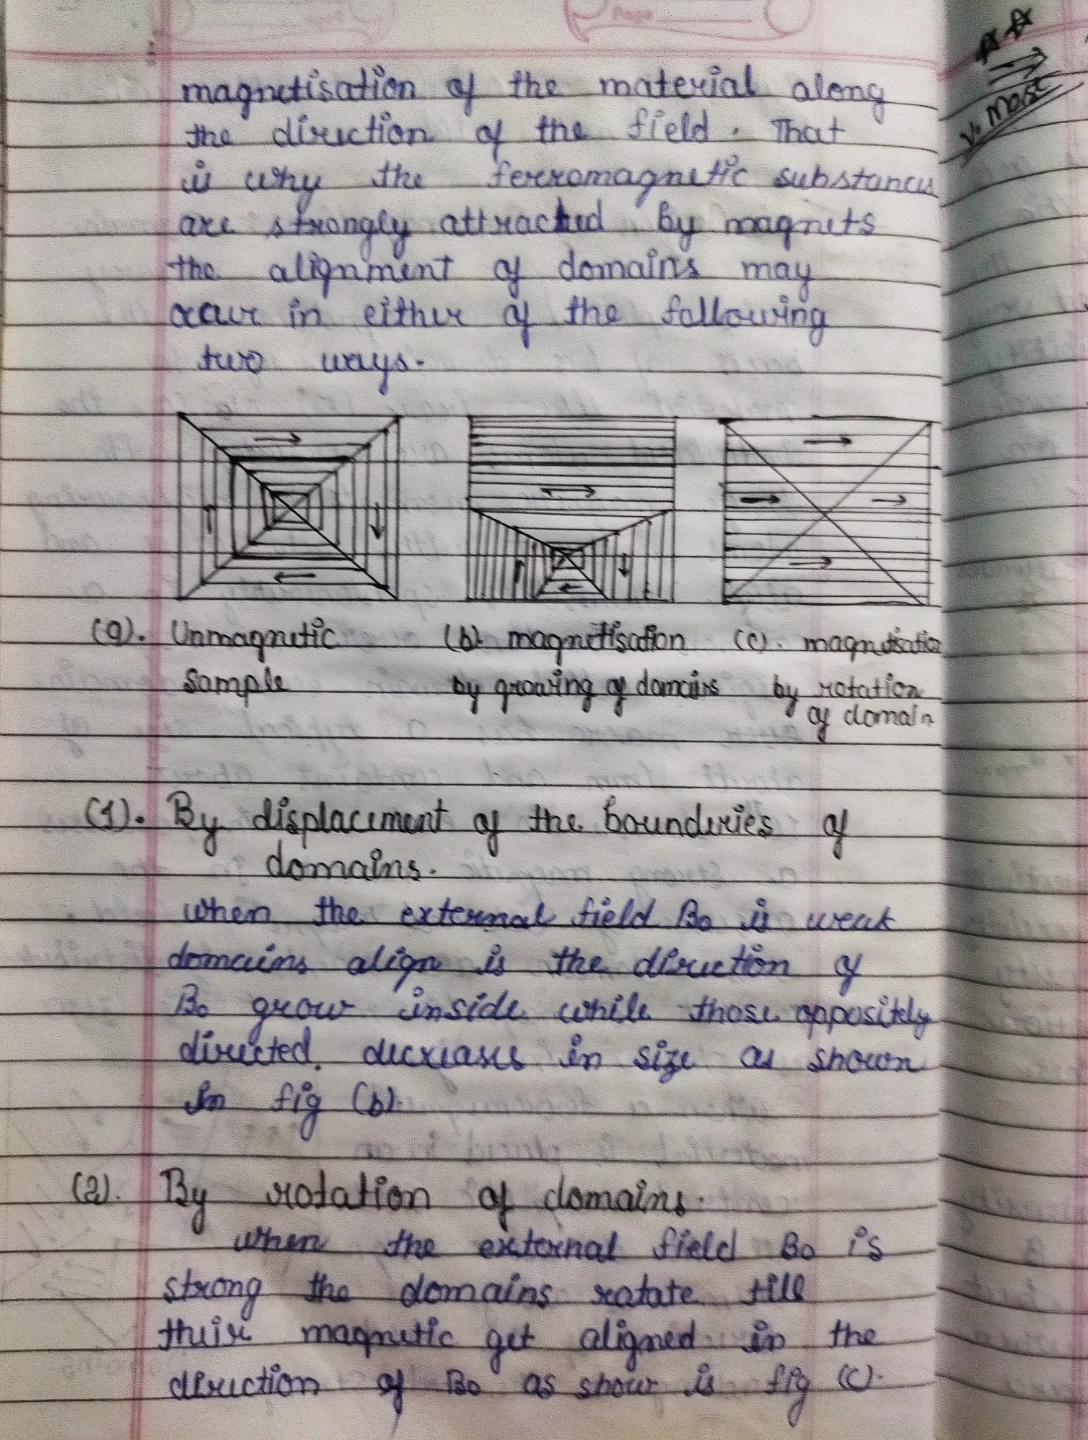 Page
magnetisation of the material along
the direction of the field. That
is why the ferromagnetic substances
are strongly attracted by magnets
the alignment of domains may
occur in either of the following
two ways.
(a). Unmagnetic (b) magnetisation (c). magnetisation
sample by growing of domains by rotation
of domain
(1). By displacement of the bounderies of
domains.
when the external field Bo is weak
domains align is the direction of
Bo grow inside while those oppositely
directed. decreases in size as shown
in fig (b).
(2). By rotation of domains.
when the external field Bo is
strong the domains rotate till
their magnetic get aligned in the
direction of Bo as show is fig (c).